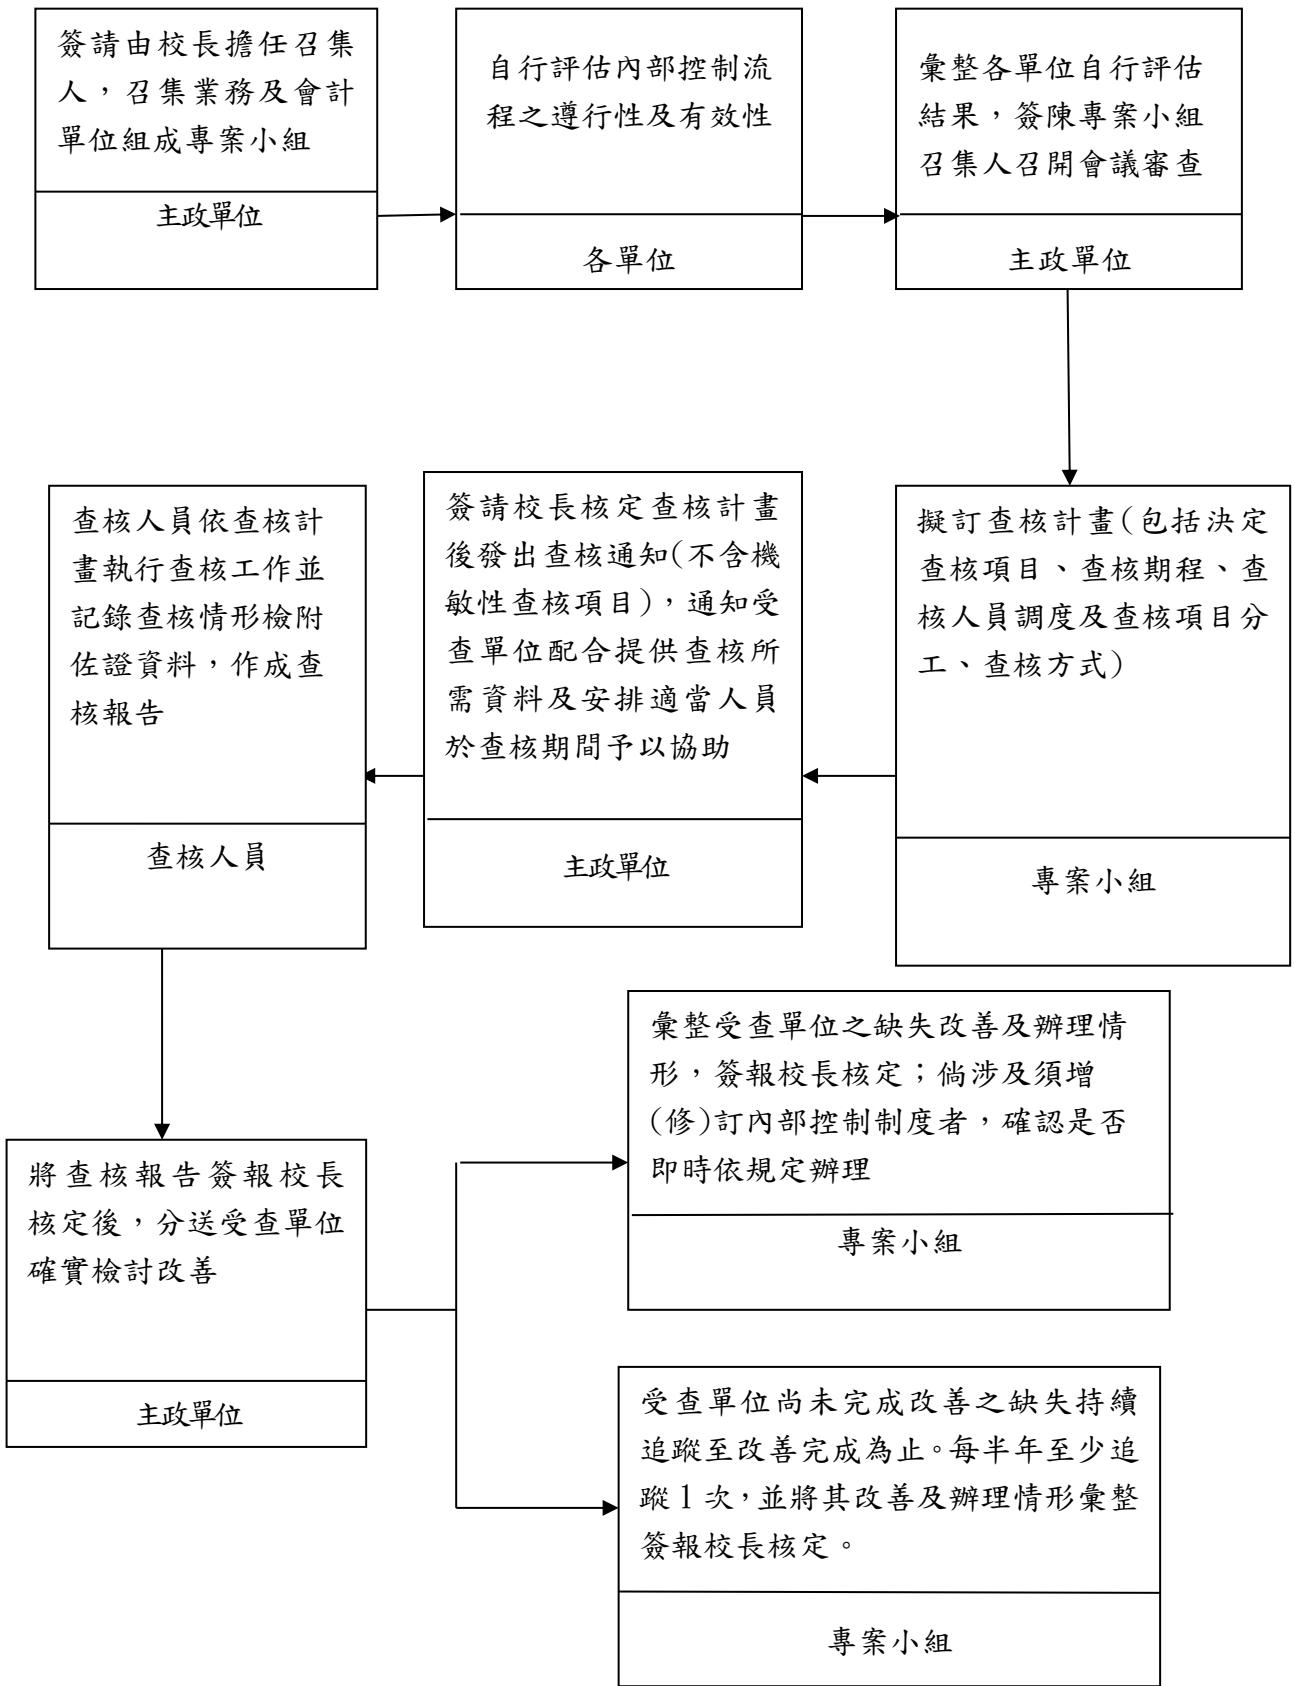 簽請由校長擔任召集
人，召集業務及會計
單位組成專案小組
主政單位
自行評估內部控制流
程之遵行性及有效性
各單位
彙整各單位自行評估
結果，簽陳專案小組
召集人召開會議審查
主政單位
擬訂查核計畫(包括決定
查核項目、查核期程、查
核人員調度及查核項目分
工、查核方式)
專案小組
簽請校長核定查核計畫
後發出查核通知(不含機
敏性查核項目)，通知受
查單位配合提供查核所
需資料及安排適當人員
於查核期間予以協助
主政單位
查核人員依查核計
畫執行查核工作並
記錄查核情形檢附
佐證資料，作成查
核報告
查核人員
將查核報告簽報校長
核定後，分送受查單位
確實檢討改善
主政單位
彙整受查單位之缺失改善及辦理情
形，簽報校長核定；倘涉及須增
(修)訂內部控制制度者，確認是否
即時依規定辦理
專案小組
受查單位尚未完成改善之缺失持續
追蹤至改善完成為止。每半年至少追
蹤1次，並將其改善及辦理情形彙整
簽報校長核定。
專案小組